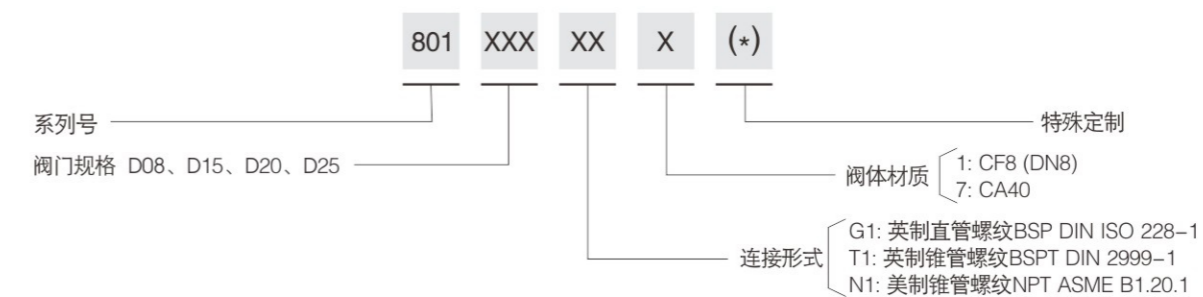 801 XXX XX X (*)
系列号
特殊定制
阀门规格 D08、D15、D20、D25
阀体材质
1: CF8 (DN8)
7: CA40
连接形式
G1: 英制直管螺纹BSP DIN ISO 228-1
T1: 英制锥管螺纹BSPT DIN 2999-1
N1: 美制锥管螺纹NPT ASME B1.20.1